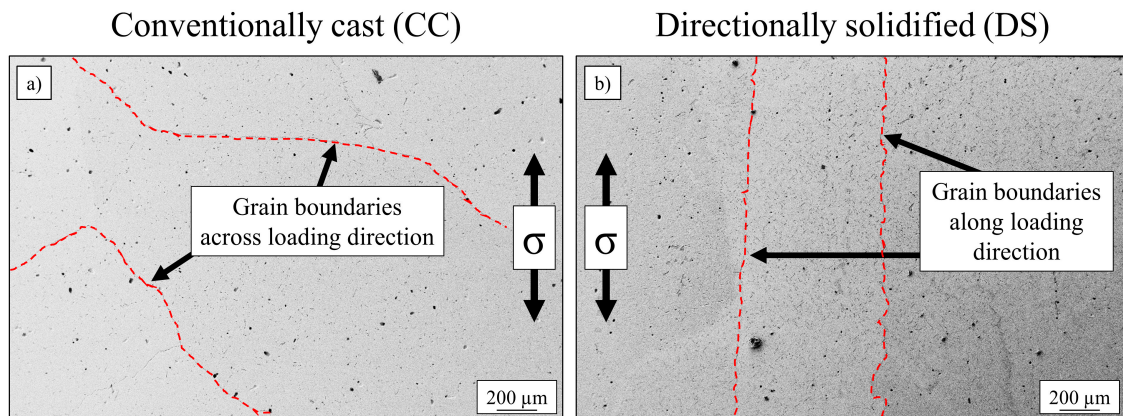 Conventionally cast (CC)
Directionally solidified (DS)
a)
Grain boundaries
across loading direction
σ
200 µm
b)
σ
Grain boundaries
along loading
direction
200 µm